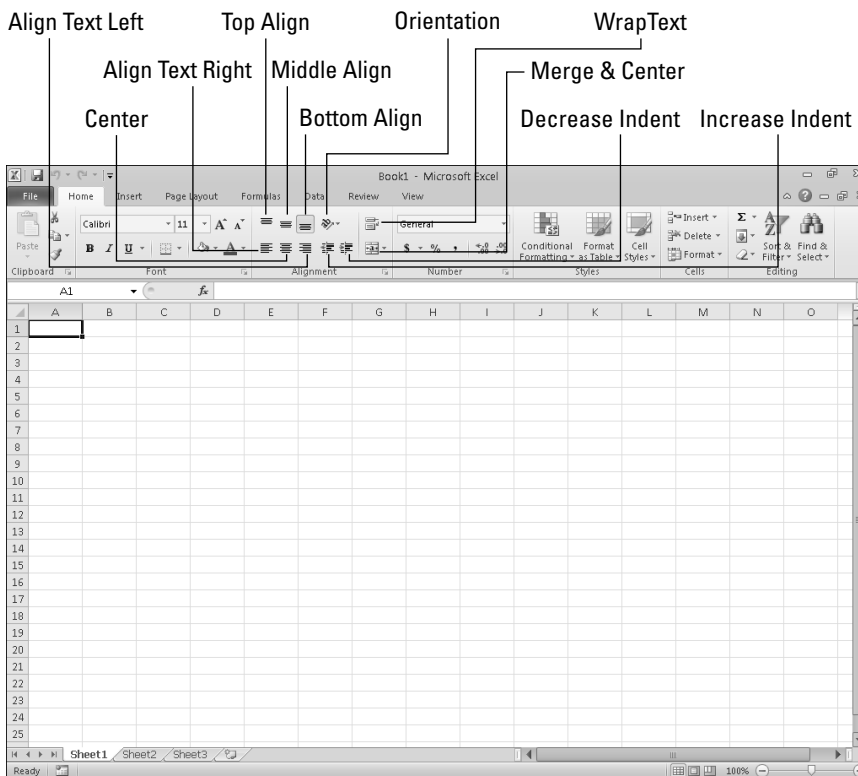 Align Text Left Top Align Orientation WrapText
Align Text Right Middle Align Merge & Center
Center Bottom Align Decrease Indent Increase Indent
Book1 - Microsoft Excel
File Home Insert Page Layout Formulas Data Review View
Calibri 11 A A General Insert Σ
Paste Conditional Format Cell Delete Sort & Find &
B I U A $ % , .0 .00 Formatting as Table Styles Format Filter Select
Clipboard Font Alignment Number Styles Cells Editing
A1 fx
A B C D E F G H I J K L M N O
1
2
3
4
5
6
7
8
9
10
11
12
13
14
15
16
17
18
19
20
21
22
23
24
25
Sheet1 Sheet2 Sheet3
Ready 100%